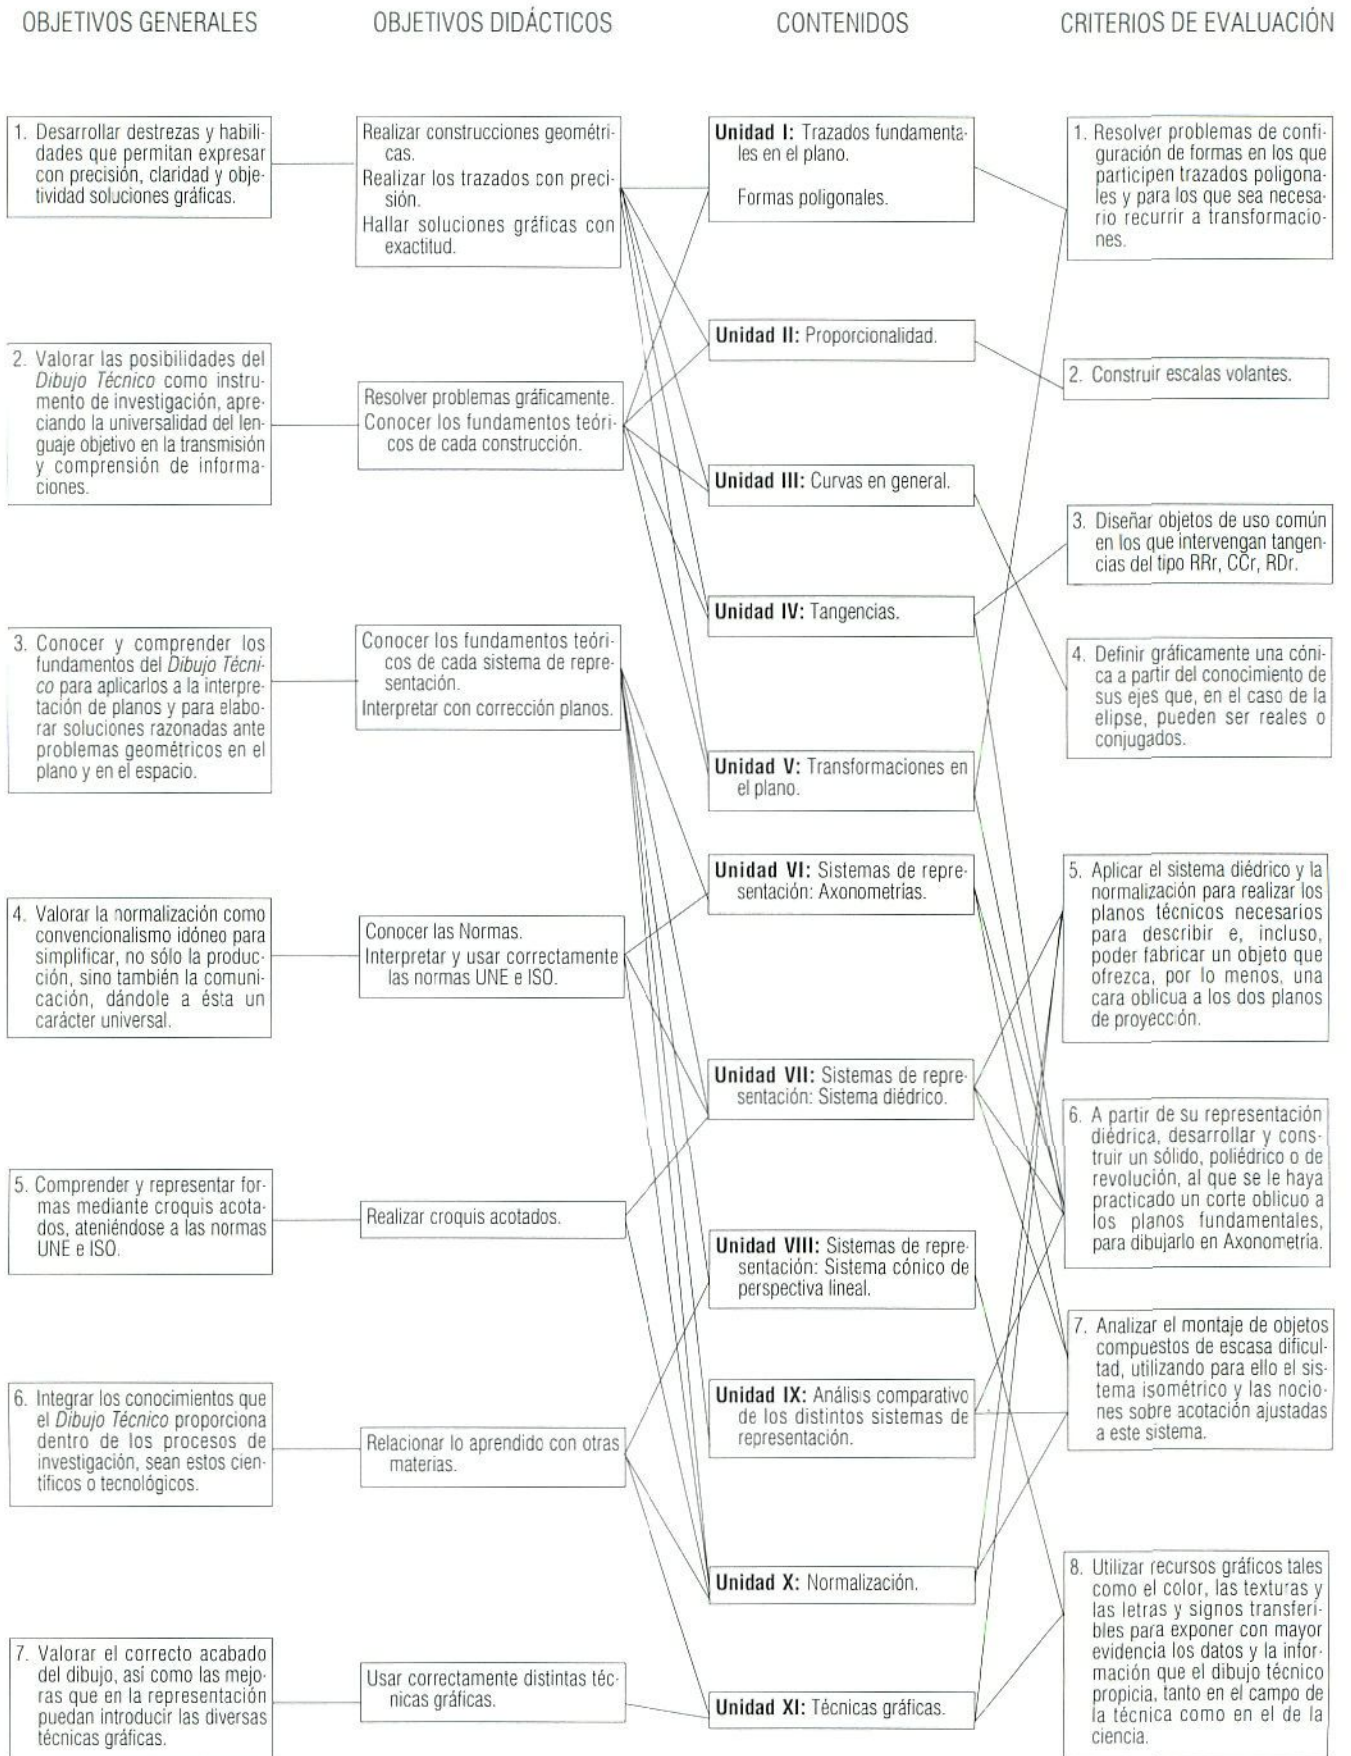 OBJETIVOS GENERALES
OBJETIVOS DIDÁCTICOS
CONTENIDOS
CRITERIOS DE EVALUACIÓN
1. Desarrollar destrezas y habili-
dades que permitan expresar
con precisión, claridad y obje-
tividad soluciones gráficas.
2. Valorar las posibilidades del
Dibujo Técnico como instru-
mento de investigación, apre-
ciando la universalidad del len-
guaje objetivo en la transmisión
y comprensión de informa-
ciones.
3. Conocer y comprender los
fundamentos del Dibujo Técni-
co para aplicarlos a la interpre-
tación de planos y para elabo-
rar soluciones razonadas ante
problemas geométricos en el
plano y en el espacio.
4. Valorar la normalización como
convencionalismo idóneo para
simplificar, no sólo la produc-
ción, sino también la comuni-
cación, dándole a ésta un
carácter universal.
5. Comprender y representar for-
mas mediante croquis acota-
dos, ateniéndose a las normas
UNE e ISO.
6. Integrar los conocimientos que
el Dibujo Técnico proporciona
dentro de los procesos de
investigación, sean estos cien-
tíficos o tecnológicos.
7. Valorar el correcto acabado
del dibujo, así como las mejo-
ras que en la representación
puedan introducir las diversas
técnicas gráficas.
Realizar construcciones geométri-
cas.
Realizar los trazados con preci-
sión.
Hallar soluciones gráficas con
exactitud.
Resolver problemas gráficamente.
Conocer los fundamentos teóri-
cos de cada construcción.
Conocer los fundamentos teóri-
cos de cada sistema de repre-
sentación.
Interpretar con corrección planos.
Conocer las Normas.
Interpretar y usar correctamente
las normas UNE e ISO.
Realizar croquis acotados.
Relacionar lo aprendido con otras
materias.
Usar correctamente distintas téc-
nicas gráficas.
Unidad I: Trazados fundamenta-
les en el plano.
Formas poligonales.
Unidad II: Proporcionalidad.
Unidad III: Curvas en general.
Unidad IV: Tangencias.
Unidad V: Transformaciones en
el plano.
Unidad VI: Sistemas de repre-
sentación: Axonometrías.
Unidad VII: Sistemas de repre-
sentación: Sistema diédrico.
Unidad VIII: Sistemas de repre-
sentación: Sistema cónico de
perspectiva lineal.
Unidad IX: Análisis comparativo
de los distintos sistemas de
representación.
Unidad X: Normalización.
Unidad XI: Técnicas gráficas.
1. Resolver problemas de confi-
guración de formas en los que
participen trazados poligona-
les y para los que sea necesa-
rio recurrir a transformacio-
nes.
2. Construir escalas volantes.
3. Diseñar objetos de uso común
en los que intervengan tangen-
cias del tipo RRr, CCr, RDr.
4. Definir gráficamente una cóni-
ca a partir del conocimiento de
sus ejes que, en el caso de la
elipse, pueden ser reales o
conjugados.
5. Aplicar el sistema diédrico y la
normalización para realizar los
planos técnicos necesarios
para describir e, incluso,
poder fabricar un objeto que
ofrezca, por lo menos, una
cara oblicua a los dos planos
de proyección.
6. A partir de su representación
diédrica, desarrollar y cons-
truir un sólido, poliédrico o de
revolución, al que se le haya
practicado un corte oblicuo a
los planos fundamentales,
para dibujarlo en Axonometría.
7. Analizar el montaje de objetos
compuestos de escasa dificul-
tad, utilizando para ello el sis-
tema isométrico y las nocio-
nes sobre acotación ajustadas
a este sistema.
8. Utilizar recursos gráficos tales
como el color, las texturas y
las letras y signos transferi-
bles para exponer con mayor
evidencia los datos y la infor-
mación que el dibujo técnico
propicia, tanto en el campo de
la técnica como en el de la
ciencia.